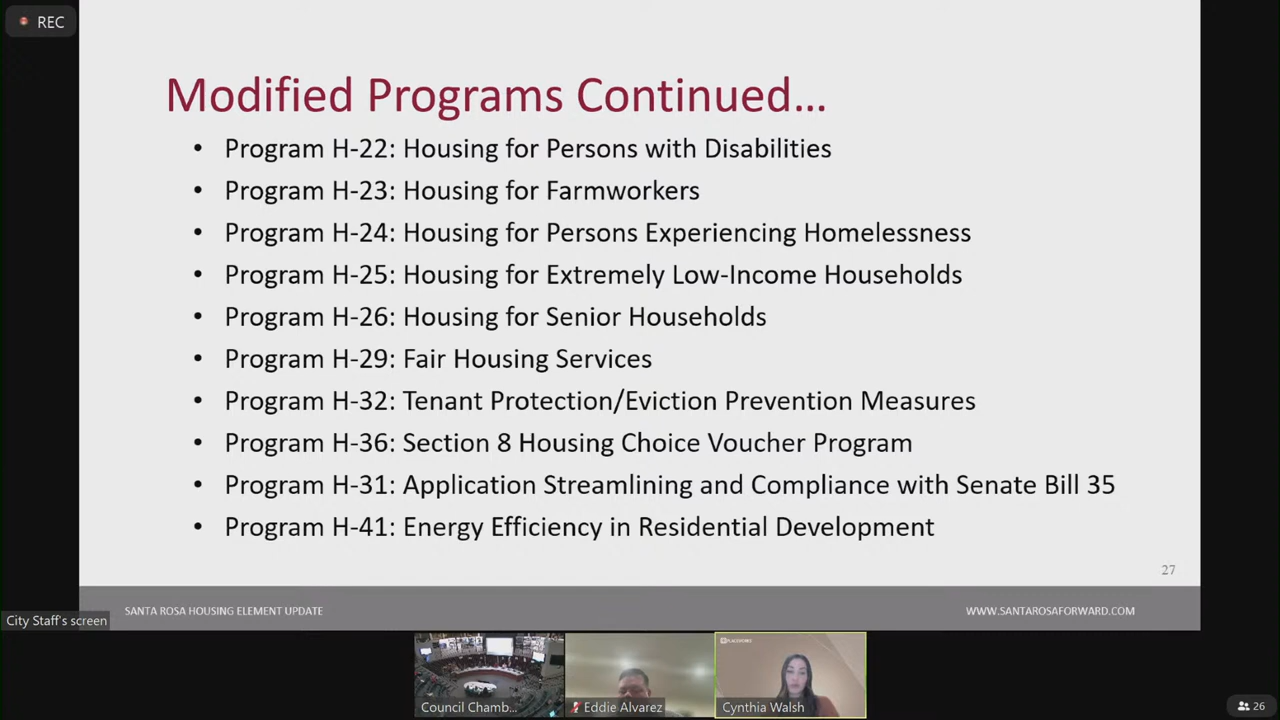 REC
Modified Programs Continued...
• Program H-22: Housing for Persons with Disabilities
• Program H-23: Housing for Farmworkers
• Program H-24: Housing for Persons Experiencing Homelessness
• Program H-25: Housing for Extremely Low-Income Households
• Program H-26: Housing for Senior Households
• Program H-29: Fair Housing Services
• Program H-32: Tenant Protection/Eviction Prevention Measures
• Program H-36: Section 8 Housing Choice Voucher Program
• Program H-31: Application Streamlining and Compliance with Senate Bill 35
• Program H-41: Energy Efficiency in Residential Development
27
SANTA ROSA HOUSING ELEMENT UPDATE
WWW.SANTAROSAFORWARD.COM
City Staff's screen
PLACEWORKS
Council Chamb...
Eddie Alvarez
Cynthia Walsh
26